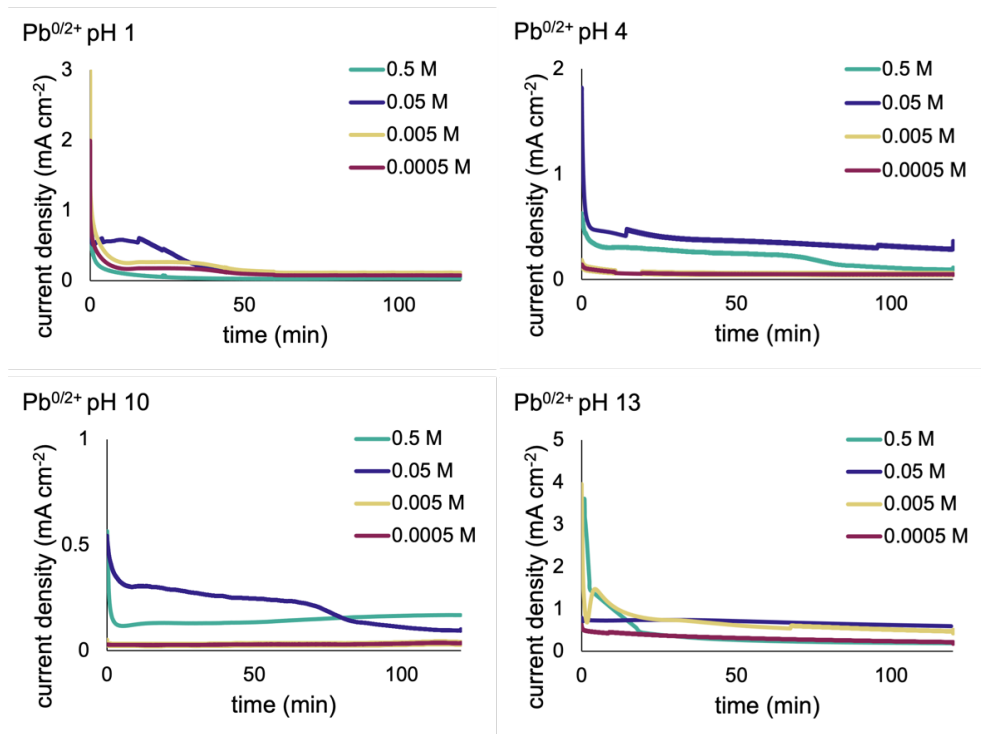 Pb⁰/²⁺ pH 1
3
2
1
0
current density (mA cm⁻²)
0.5 M
0.05 M
0.005 M
0.0005 M
0
50
100
time (min)
Pb⁰/²⁺ pH 4
2
1
0
current density (mA cm⁻²)
0.5 M
0.05 M
0.005 M
0.0005 M
0
50
100
time (min)
Pb⁰/²⁺ pH 10
1
0.5
0
current density (mA cm⁻²)
0.5 M
0.05 M
0.005 M
0.0005 M
0
50
100
time (min)
Pb⁰/²⁺ pH 13
5
4
3
2
1
0
current density (mA cm⁻²)
0.5 M
0.05 M
0.005 M
0.0005 M
0
50
100
time (min)